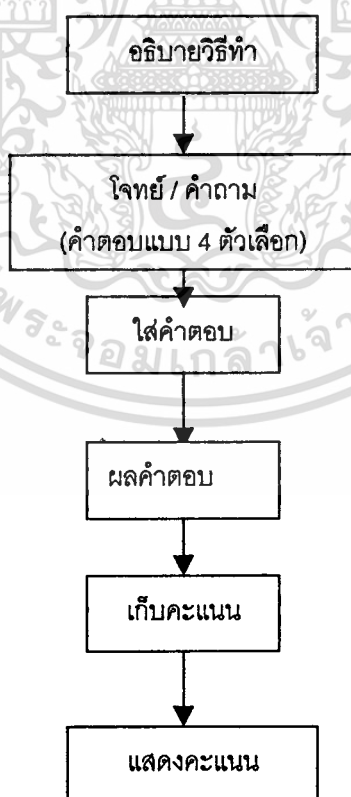 อธิบายวิธีทำ
โจทย์ / คำถาม
(คำตอบแบบ 4 ตัวเลือก)
ใส่คำตอบ
ผลคำตอบ
เก็บคะแนน
แสดงคะแนน